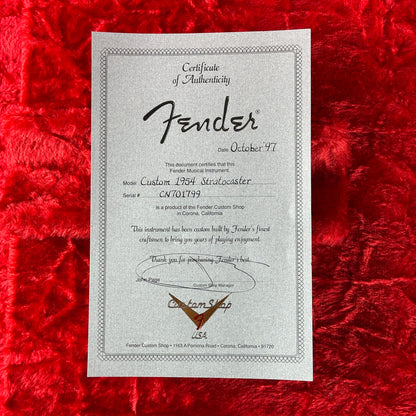 Certificate
of Authenticity
Fender®
Date: October '97
This document certifies that this
Fender Musical Instrument
Model: Custom 1954 Stratocaster
Serial #: CN701799
is a product of the Fender Custom Shop
in Corona, California
This instrument has been custom built by Fender's finest
craftsmen to bring you years of playing enjoyment.
Thank you for purchasing Fender's best.
John Page
Custom Shop Manager
Custom Shop
USA
Fender Custom Shop • 1163 A Pomona Road • Corona, California • 91720